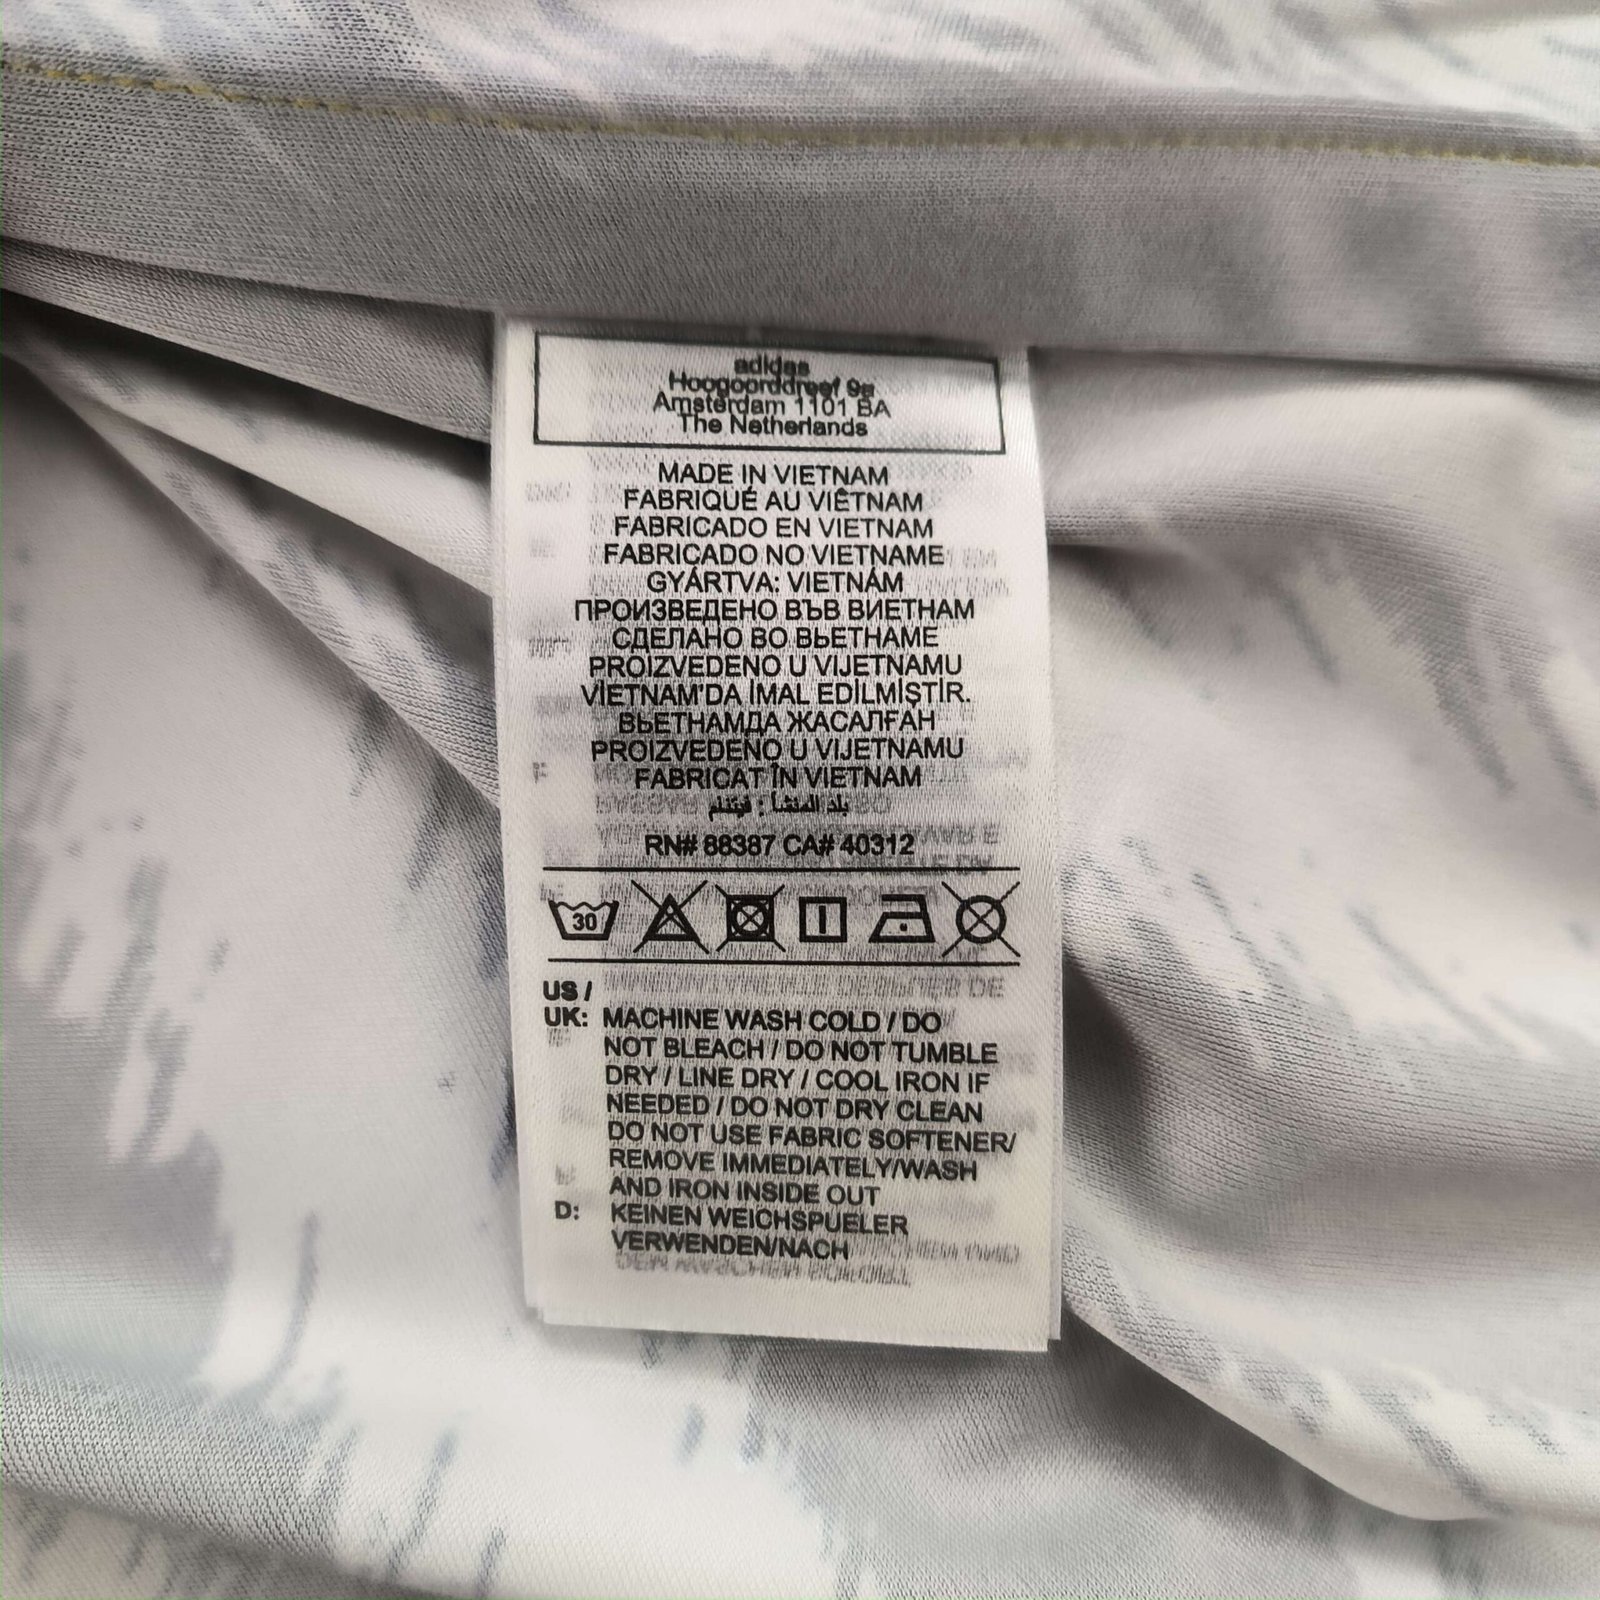 adidas
Hoogoorddreef 9a
Amsterdam 1101 BA
The Netherlands
MADE IN VIETNAM
FABRIQUÉ AU VIÊTNAM
FABRICADO EN VIETNAM
FABRICADO NO VIETNAME
GYÁRTVA: VIETNÁM
ПРОИЗВЕДЕНО ВЪВ ВИЕТНАМ
СДЕЛАНО ВО ВЬЕТНАМЕ
PROIZVEDENO U VIJETNAMU
VİETNAM'DA İMAL EDİLMİŞTİR.
ВЬЕТНАМДА ЖАСАЛҒАН
PROIZVEDENO U VIJETNAMU
FABRICAT ÎN VIETNAM
بلد المنشأ : فيتنام
RN# 88387 CA# 40312
30
US /
UK: MACHINE WASH COLD / DO
NOT BLEACH / DO NOT TUMBLE
DRY / LINE DRY / COOL IRON IF
NEEDED / DO NOT DRY CLEAN
DO NOT USE FABRIC SOFTENER/
REMOVE IMMEDIATELY/WASH
AND IRON INSIDE OUT
D: KEINEN WEICHSPUELER
VERWENDEN/NACH